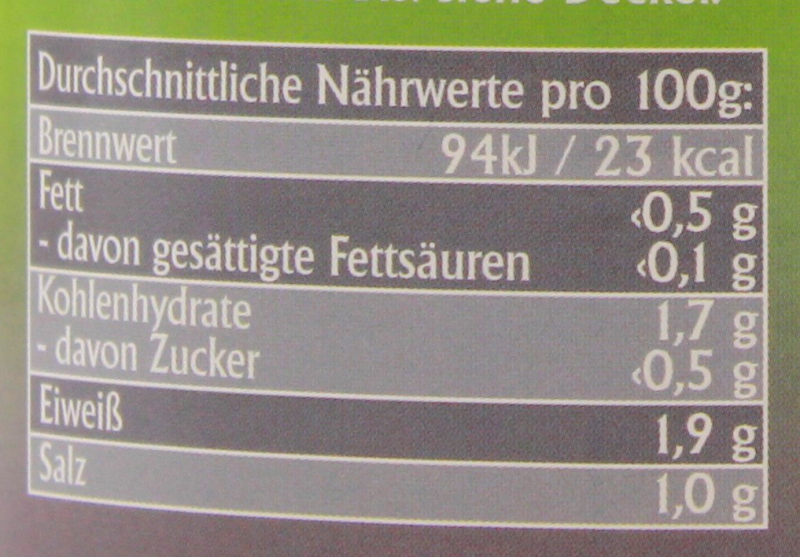 Durchschnittliche Nährwerte pro 100g:
Brennwert 94kJ / 23 kcal
Fett <0,5 g
- davon gesättigte Fettsäuren <0,1 g
Kohlenhydrate 1,7 g
- davon Zucker <0,5 g
Eiweiß 1,9 g
Salz 1,0 g